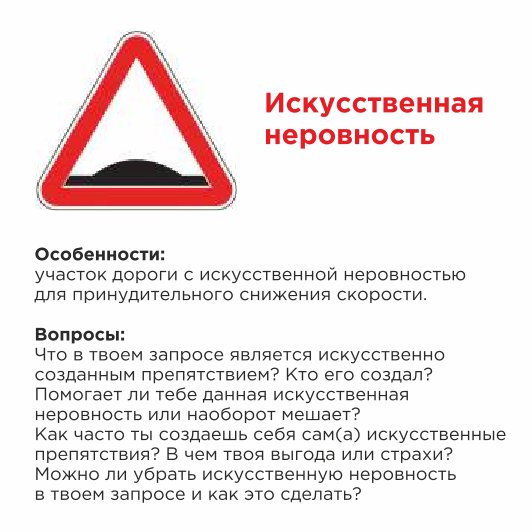 Искусственная
неровность
Особенности:
участок дороги с искусственной неровностью
для принудительного снижения скорости.
Вопросы:
Что в твоем запросе является искусственно
созданным препятствием? Кто его создал?
Помогает ли тебе данная искусственная
неровность или наоборот мешает?
Как часто ты создаешь себя сам(а) искусственные
препятствия? В чем твоя выгода или страхи?
Можно ли убрать искусственную неровность
в твоем запросе и как это сделать?